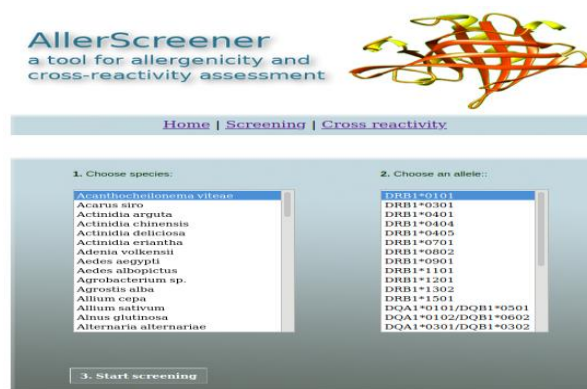 AllerScreener
a tool for allergenicity and
cross-reactivity assessment
Home | Screening | Cross reactivity
1. Choose species:
Acanthocheilonema viteae
Acarus siro
Actinidia arguta
Actinidia chinensis
Actinidia deliciosa
Actinidia eriantha
Adenia volkensii
Aedes aegypti
Aedes albopictus
Agrobacterium sp.
Agrostis alba
Allium cepa
Allium sativum
Alnus glutinosa
Alternaria alternariae
2. Choose an allele::
DRB1*0101
DRB1*0301
DRB1*0401
DRB1*0404
DRB1*0405
DRB1*0701
DRB1*0802
DRB1*0901
DRB1*1101
DRB1*1201
DRB1*1302
DRB1*1501
DQA1*0101/DQB1*0501
DQA1*0102/DQB1*0602
DQA1*0301/DQB1*0302
3. Start screening